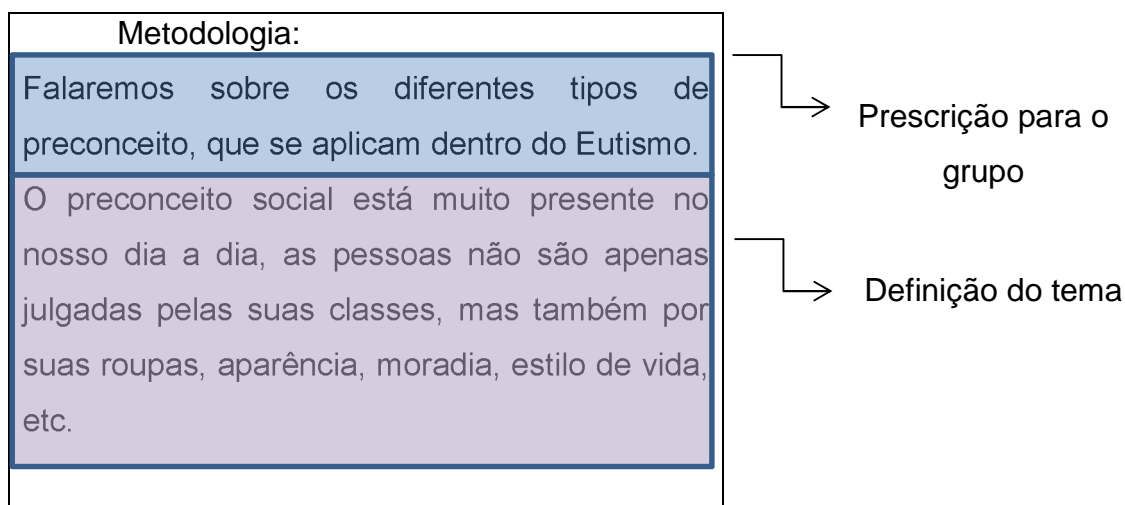 Metodologia:
Falaremos sobre os diferentes tipos de
preconceito, que se aplicam dentro do Eutismo.
O preconceito social está muito presente no
nosso dia a dia, as pessoas não são apenas
julgadas pelas suas classes, mas também por
suas roupas, aparência, moradia, estilo de vida,
etc.
Prescrição para o
grupo
Definição do tema